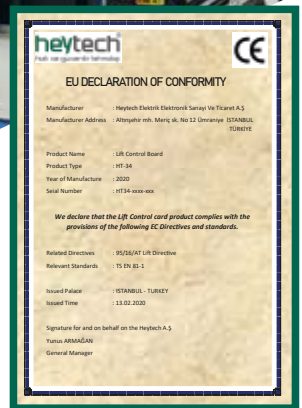 heytech
hızlı ve güvenilir teknoloji
CE
EU DECLARATION OF CONFORMITY
Manufacturer : Heytech Elektrik Elektronik Sanayi Ve Ticaret A.Ş
Manufacturer Address : Altınşehir mh. Meriç sk. No 12 Ümraniye ISTANBUL
TÜRKİYE
Product Name : Lift Control Board
Product Type : HT-34
Year of Manufacture : 2020
Seial Number : HT34-xxxx-xxx
We declare that the Lift Control card product complies with the
provisions of the following EC Directives and standards.
Related Directives : 95/16/AT Lift Directive
Relevant Standards : TS EN 81-1
Issued Palace : ISTANBUL - TURKEY
Issued Time : 13.02.2020
Signature for and on behalf on the Heytech A.Ş
Yunus ARMAĞAN
General Manager